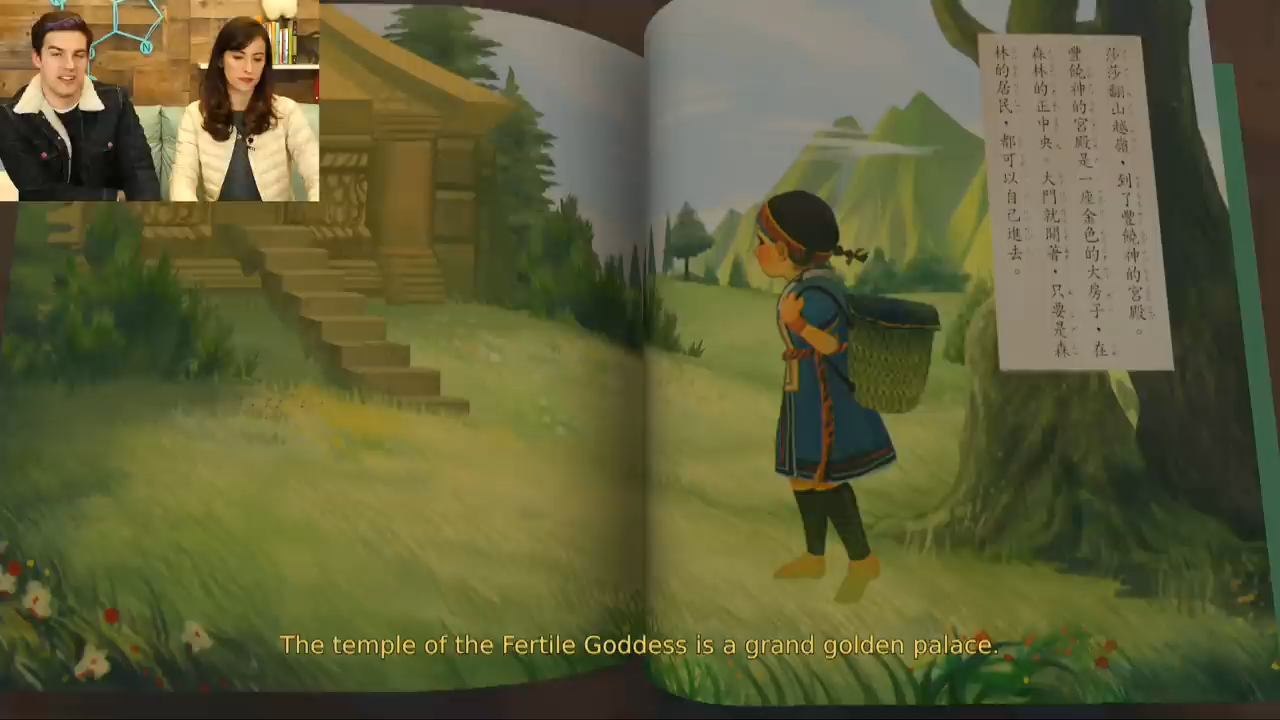 莎莎翻山越嶺，到了豐饒神的宮殿。
豐饒神的宮殿是一座金色的大房子，在
森林的正中央。大門就開著，只要是森
林的居民，都可以自己進去。
The temple of the Fertile Goddess is a grand golden palace.